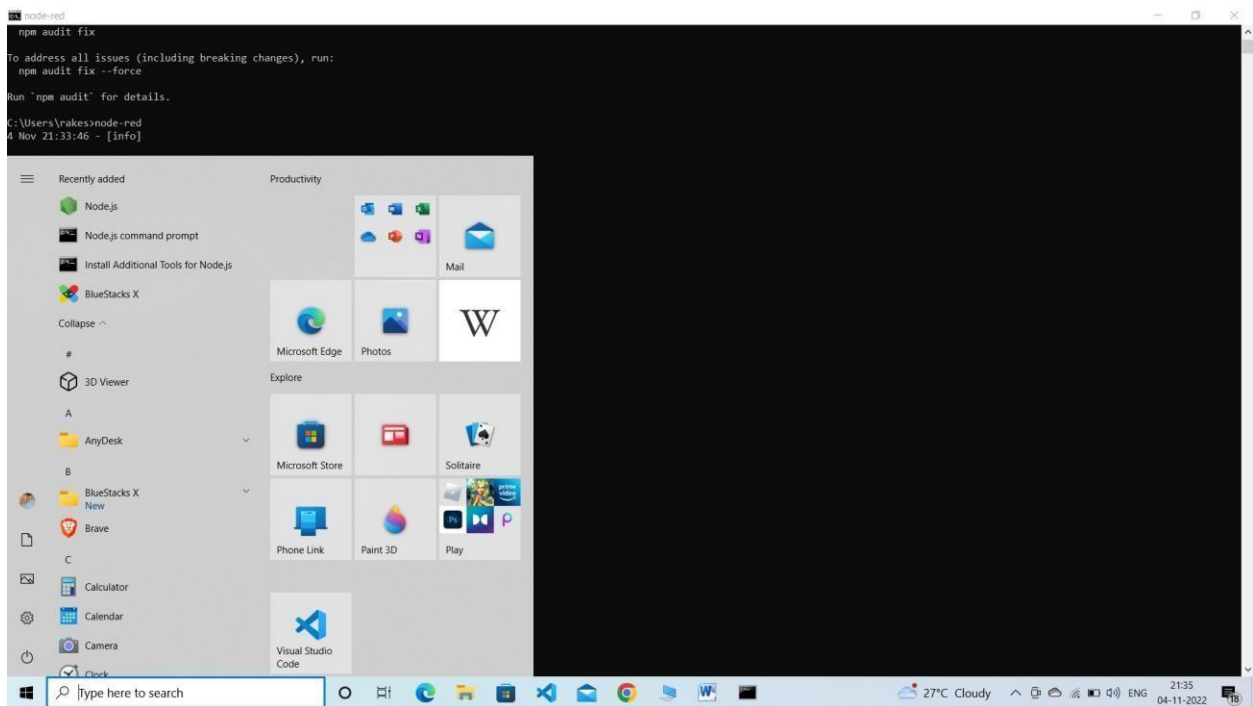 node-red
npm audit fix
To address all issues (including breaking changes), run:
npm audit fix --force
Run `npm audit` for details.
C:\Users\rakes>node-red
4 Nov 21:33:46 - [info]
Recently added
Node.js
Node.js command prompt
Install Additional Tools for Node.js
BlueStacks X
Collapse
#
3D Viewer
A
AnyDesk
B
BlueStacks X
New
Brave
C
Calculator
Calendar
Camera
Clock
Productivity
Mail
Microsoft Edge
Photos
W
Explore
Microsoft Store
Solitaire
prime
video
Ps
Phone Link
Paint 3D
Play
Visual Studio
Code
Type here to search
27°C Cloudy
ENG
21:35
04-11-2022
18